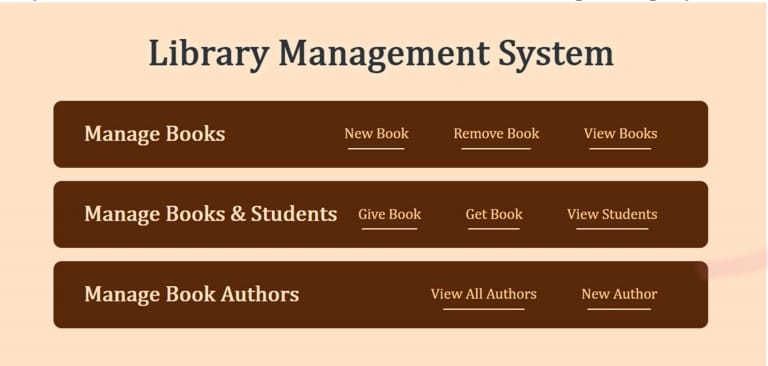 Library Management System
Manage Books New Book Remove Book View Books
Manage Books & Students Give Book Get Book View Students
Manage Book Authors View All Authors New Author